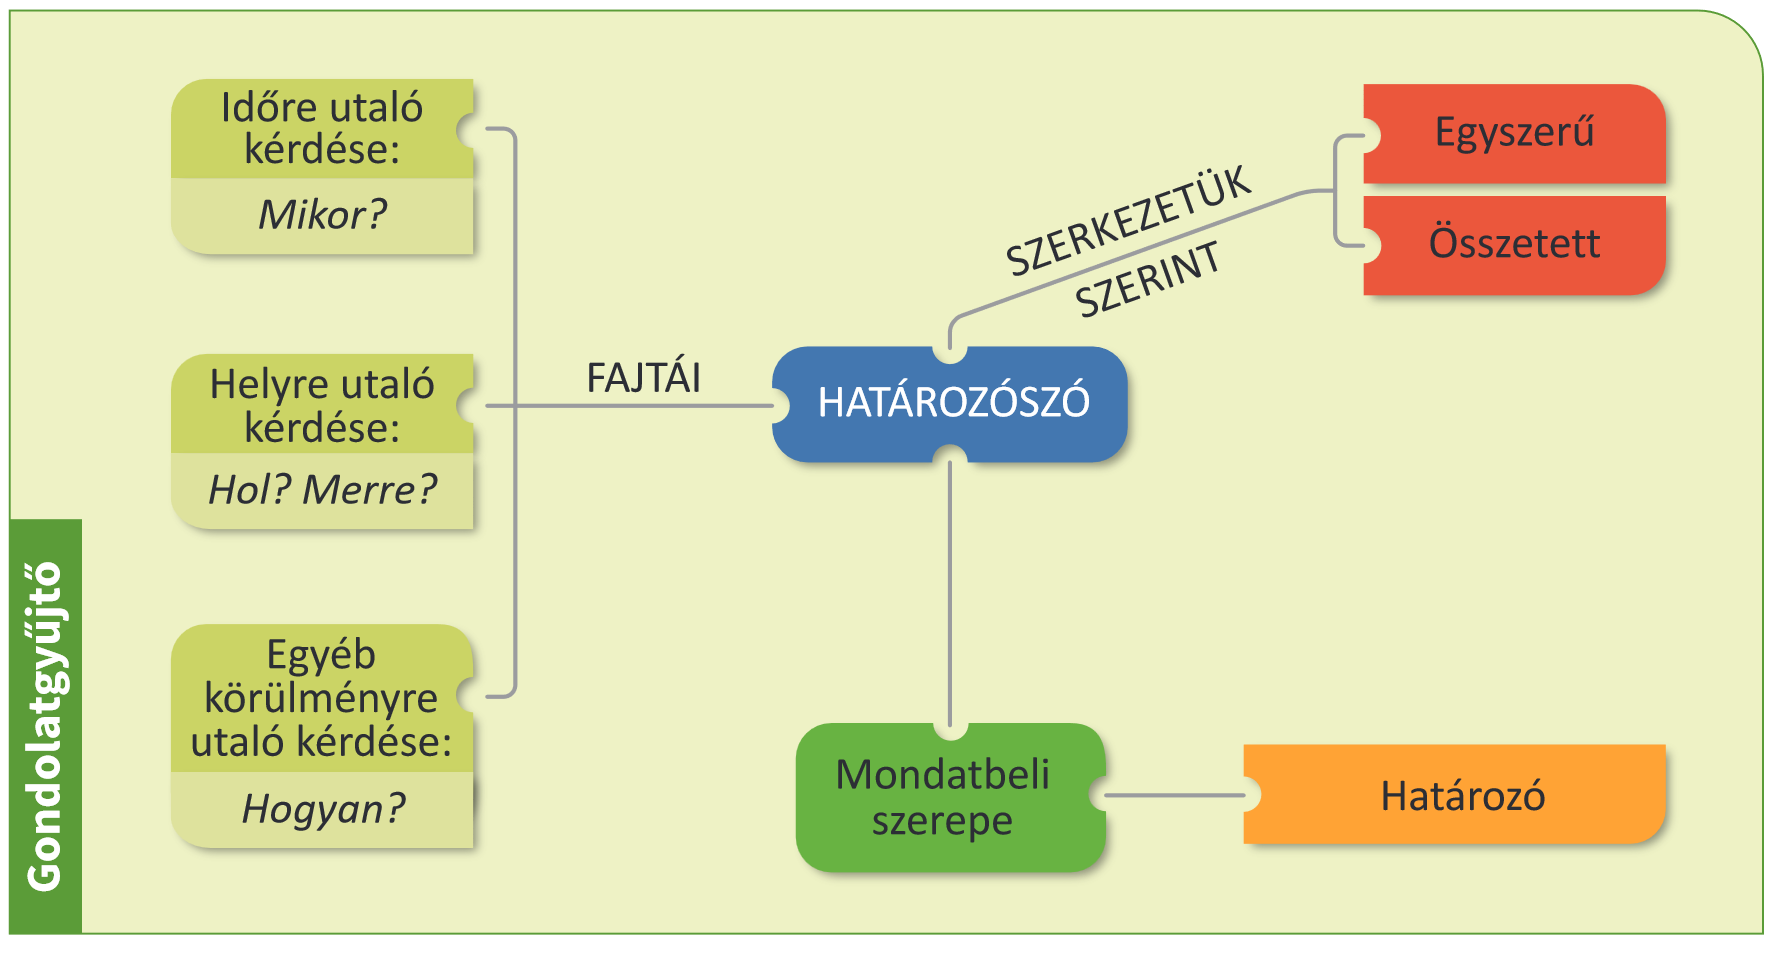 Időre utaló
kérdése:
Mikor?
Helyre utaló
kérdése:
Hol? Merre?
Egyéb
körülményre
utaló kérdése:
Hogyan?
FAJTÁI
HATÁROZÓSZÓ
SZERKEZETÜK
SZERINT
Egyszerű
Összetett
Mondatbeli
szerepe
Határozó
Gondolatgyűjtő